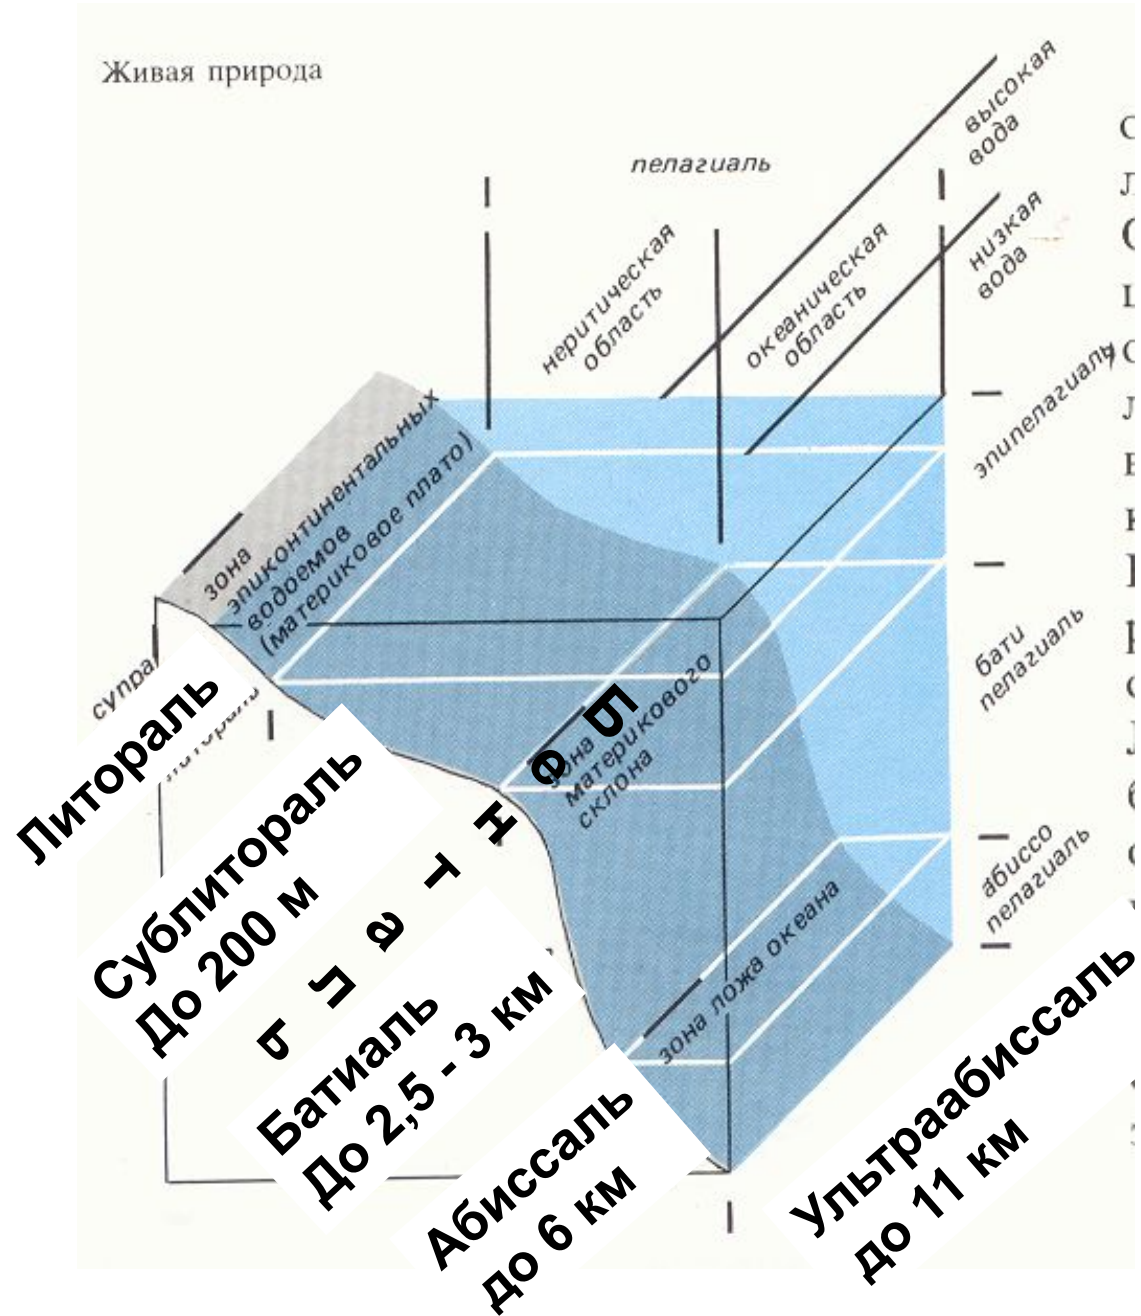 Живая природа
пелагиаль
высокая
вода
неритическая
область
океаническая
область
низкая
вода
эпипелагиаль
зона
эпиконтинентальных
водоемов
(материковое плато)
бати
пелагиаль
супра
Литораль
зона
материкового
склона
Бенталь
Сублитораль
До 200 м
абиссо
пелагиаль
зона ложа океана
Батиаль
До 2,5 - 3 км
Абиссаль
до 6 км
Ультраабиссаль
до 11 км